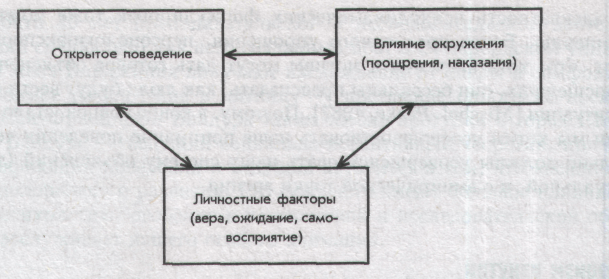 Открытое поведение
Влияние окружения
(поощрения, наказания)
Личностные факторы
(вера, ожидание, само-
восприятие)